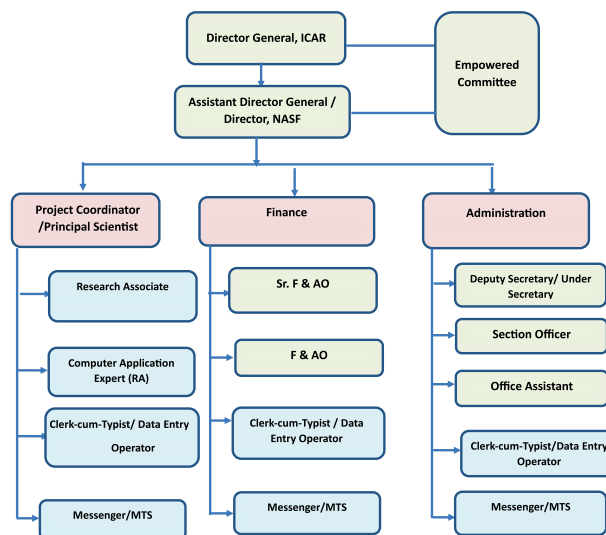 Director General, ICAR
Empowered
Committee
Assistant Director General /
Director, NASF
Project Coordinator
/Principal Scientist
Finance
Administration
Research Associate
Computer Application
Expert (RA)
Clerk-cum-Typist/ Data Entry
Operator
Messenger/MTS
Sr. F & AO
F & AO
Clerk-cum-Typist / Data
Entry Operator
Messenger/MTS
Deputy Secretary/ Under
Secretary
Section Officer
Office Assistant
Clerk-cum-Typist/Data Entry
Operator
Messenger/MTS